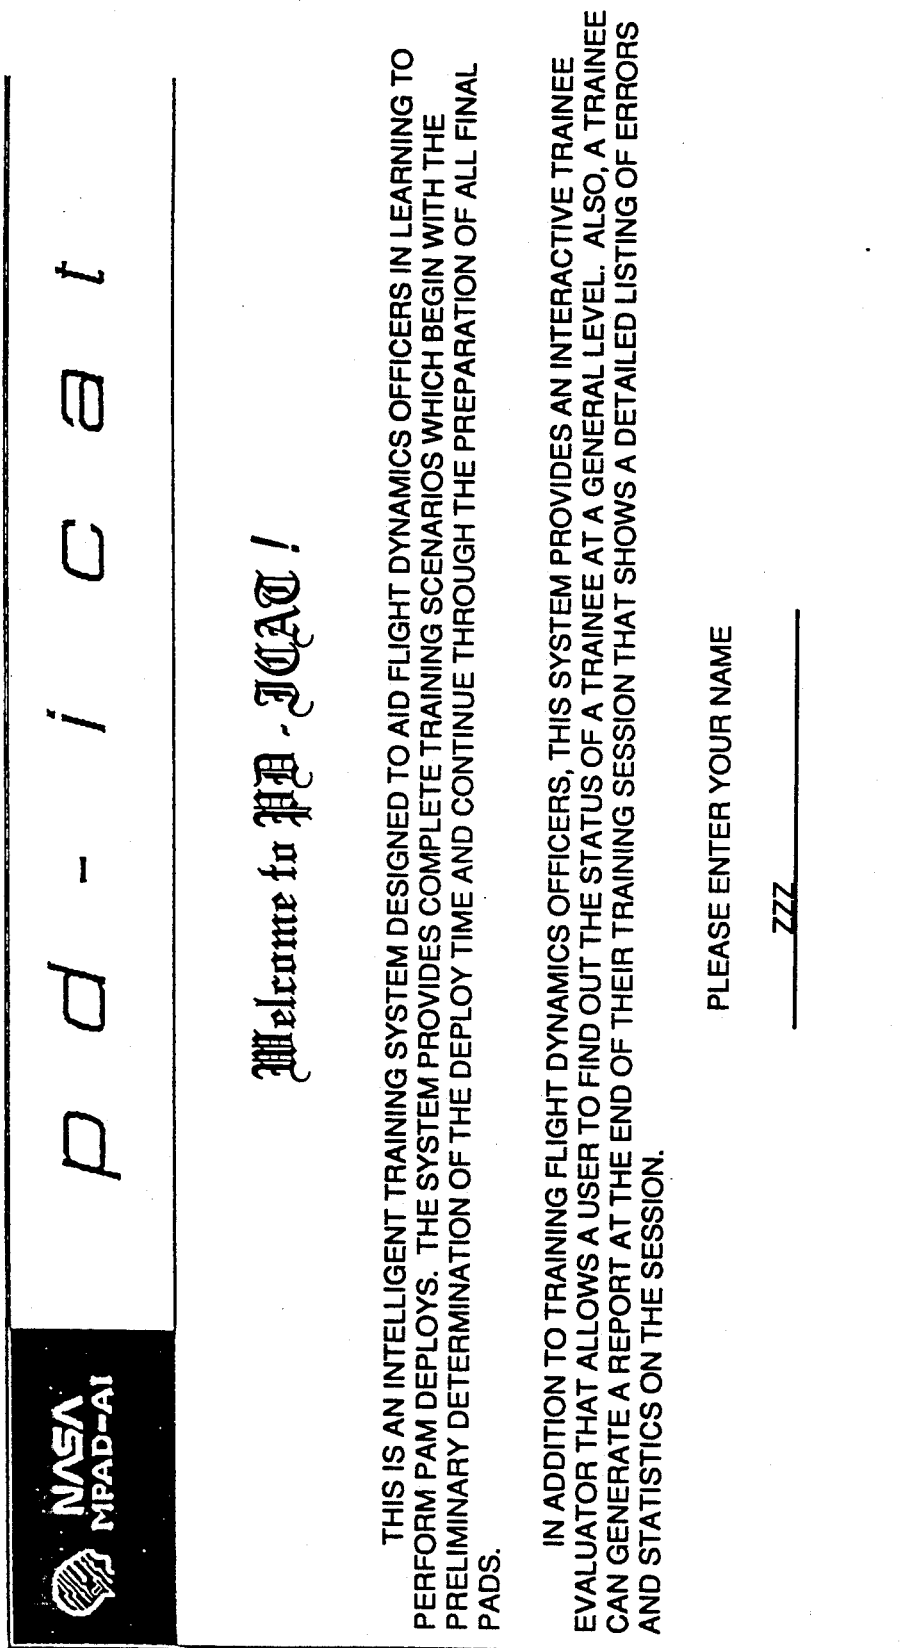 NASA
MPAD-AI
pd-icat
Welcome to PD-ICAT!
THIS IS AN INTELLIGENT TRAINING SYSTEM DESIGNED TO AID FLIGHT DYNAMICS OFFICERS IN LEARNING TO
PERFORM PAM DEPLOYS. THE SYSTEM PROVIDES COMPLETE TRAINING SCENARIOS WHICH BEGIN WITH THE
PRELIMINARY DETERMINATION OF THE DEPLOY TIME AND CONTINUE THROUGH THE PREPARATION OF ALL FINAL
PADS.
IN ADDITION TO TRAINING FLIGHT DYNAMICS OFFICERS, THIS SYSTEM PROVIDES AN INTERACTIVE TRAINEE
EVALUATOR THAT ALLOWS A USER TO FIND OUT THE STATUS OF A TRAINEE AT A GENERAL LEVEL. ALSO, A TRAINEE
CAN GENERATE A REPORT AT THE END OF THEIR TRAINING SESSION THAT SHOWS A DETAILED LISTING OF ERRORS
AND STATISTICS ON THE SESSION.
PLEASE ENTER YOUR NAME
ZZZ